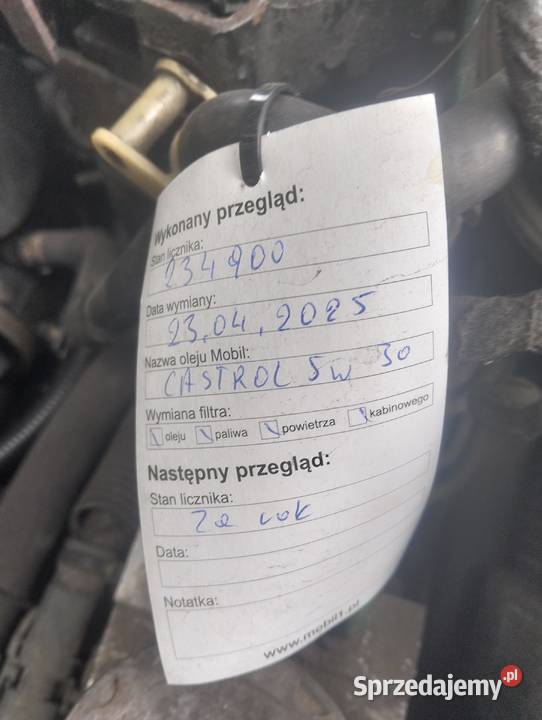 Wykonany przegląd:
Stan licznika:
234900
Data wymiany:
23.04.2025
Nazwa oleju Mobil:
CASTROL 5W 30
Wymiana filtra:
oleju paliwa powietrza kabinowego
Następny przegląd:
Stan licznika:
Za rok
Data:
Notatka:
www.mobil1.pl
Sprzedajemy.pl